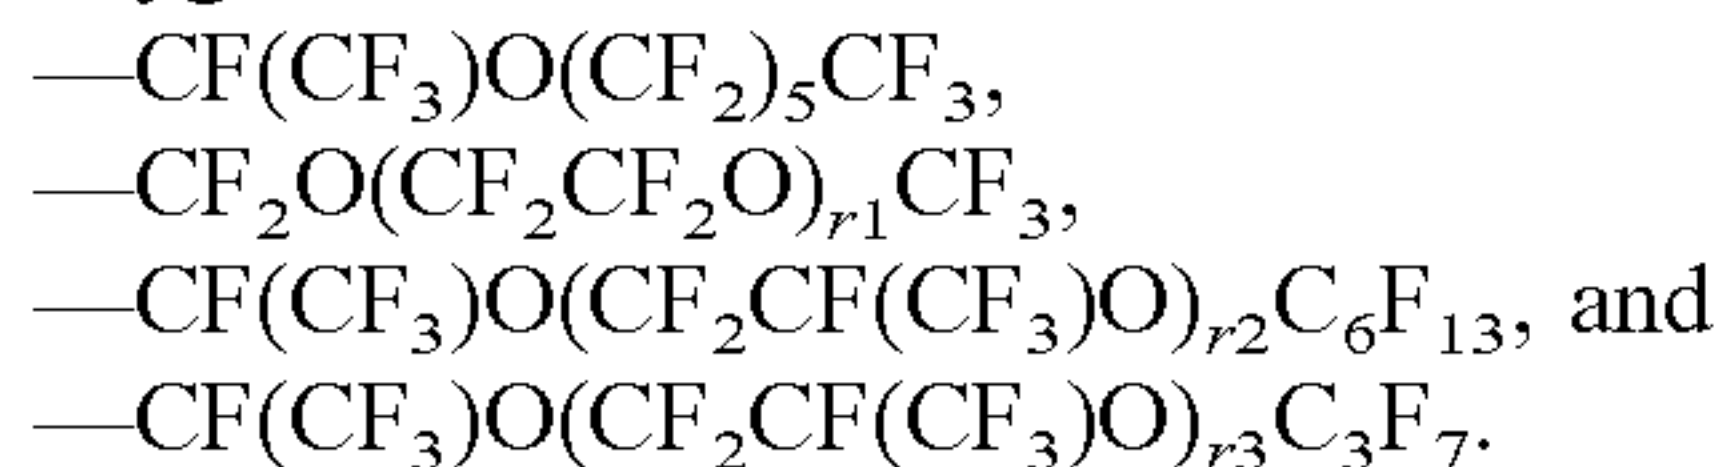 —CF(CF₃)O(CF₂)₅CF₃,
—CF₂O(CF₂CF₂O)ᵣ₁CF₃,
—CF(CF₃)O(CF₂CF(CF₃)O)ᵣ₂C₆F₁₃, and
—CF(CF₃)O(CF₂CF(CF₃)O)ᵣ₃C₃F₇.